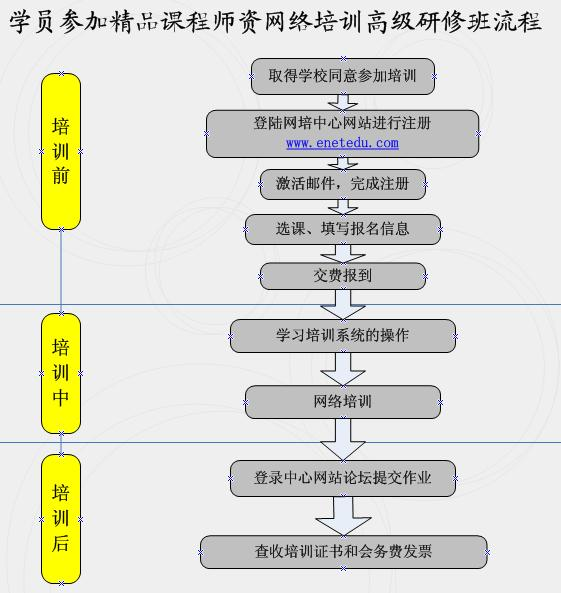 学员参加精品课程师资网络培训高级研修班流程
培训前
取得学校同意参加培训
登陆网培中心网站进行注册
www.enetedu.com
激活邮件，完成注册
选课、填写报名信息
交费报到
培训中
学习培训系统的操作
网络培训
培训后
登录中心网站论坛提交作业
查收培训证书和会务费发票